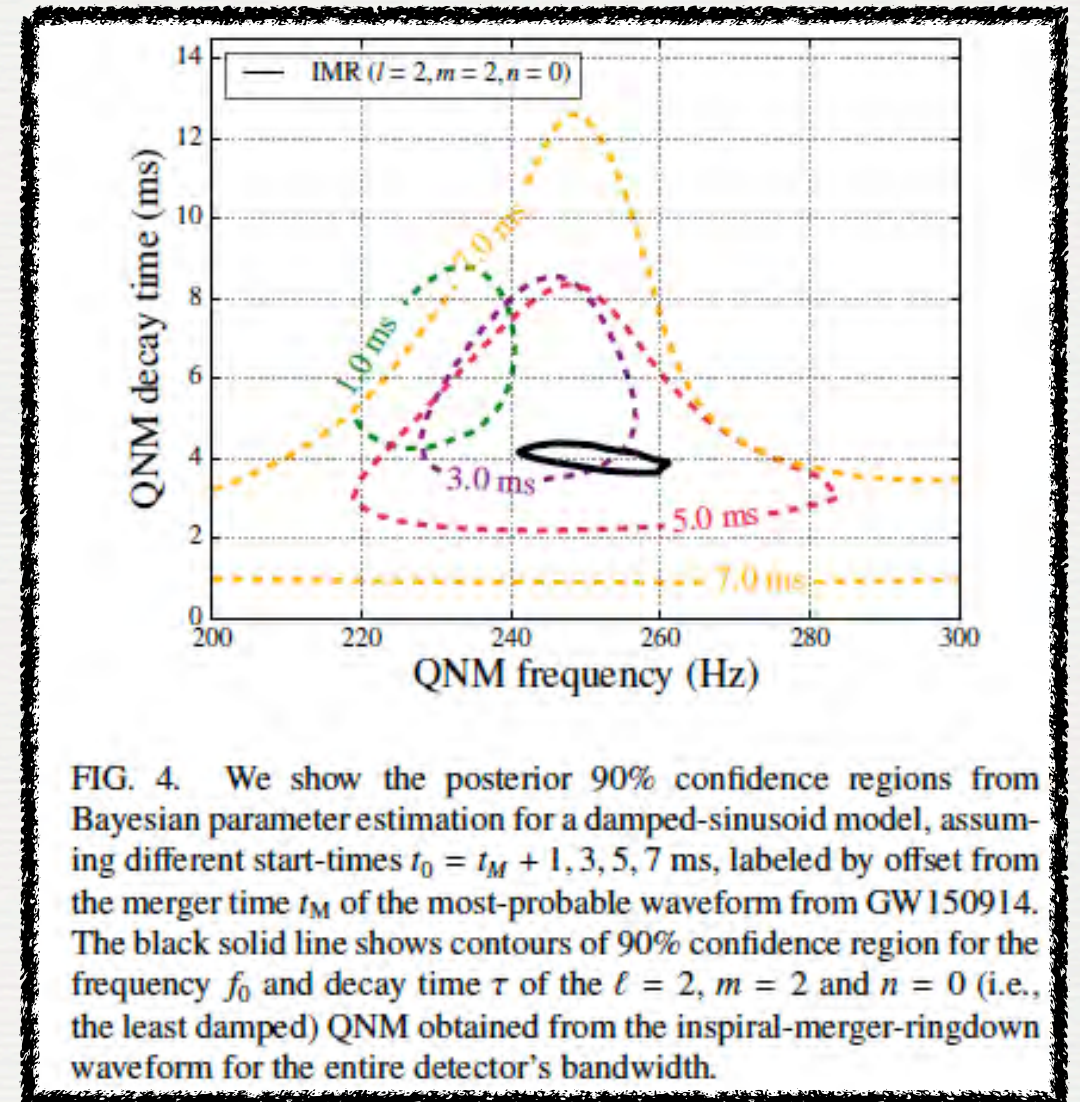 14
IMR (l = 2, m = 2, n = 0)
12
10
8
6
4
2
0
QNM decay time (ms)
7.0 ms
1.0 ms
3.0 ms
5.0 ms
7.0 ms
200 220 240 260 280 300
QNM frequency (Hz)
FIG. 4. We show the posterior 90% confidence regions from
Bayesian parameter estimation for a damped-sinusoid model, assum-
ing different start-times t₀ = t_M + 1, 3, 5, 7 ms, labeled by offset from
the merger time t_M of the most-probable waveform from GW150914.
The black solid line shows contours of 90% confidence region for the
frequency f₀ and decay time τ of the ℓ = 2, m = 2 and n = 0 (i.e.,
the least damped) QNM obtained from the inspiral-merger-ringdown
waveform for the entire detector's bandwidth.